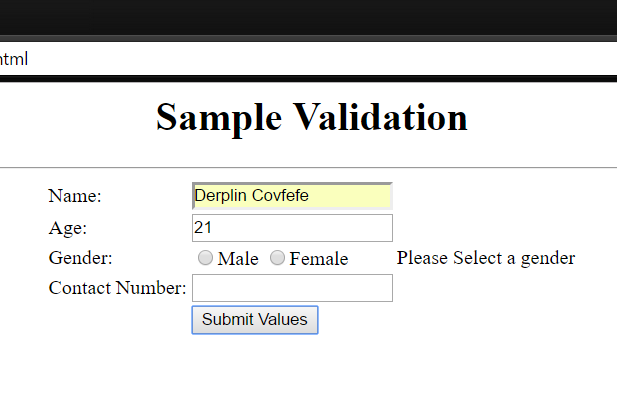 html
Sample Validation
Name: Derplin Covfefe
Age: 21
Gender: Male Female Please Select a gender
Contact Number:
Submit Values